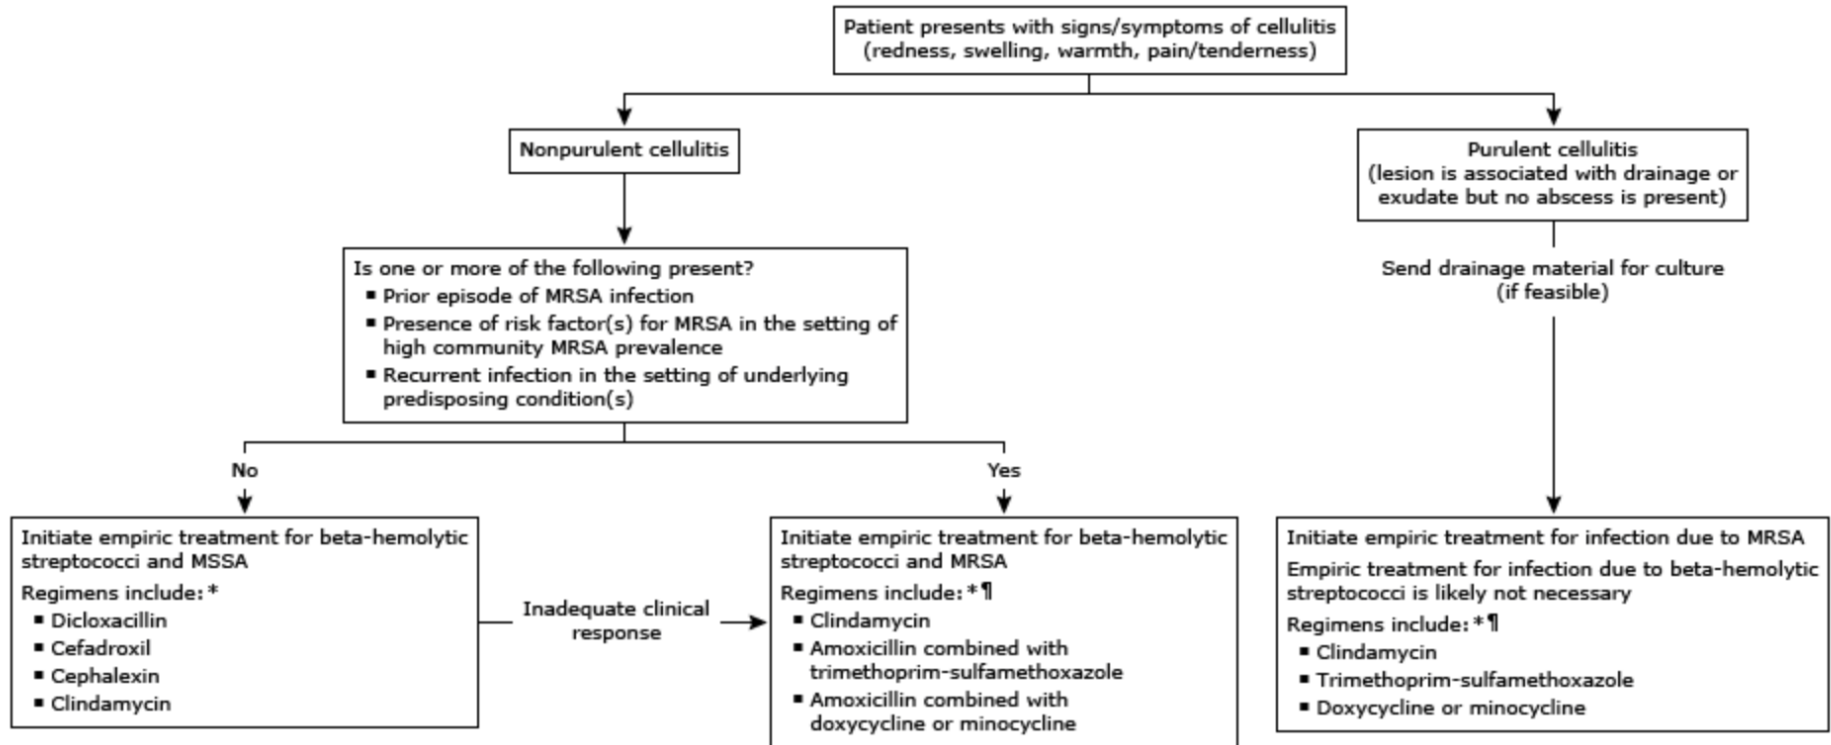 Patient presents with signs/symptoms of cellulitis
(redness, swelling, warmth, pain/tenderness)
Nonpurulent cellulitis
Purulent cellulitis
(lesion is associated with drainage or
exudate but no abscess is present)
Is one or more of the following present?
▪ Prior episode of MRSA infection
▪ Presence of risk factor(s) for MRSA in the setting of
high community MRSA prevalence
▪ Recurrent infection in the setting of underlying
predisposing condition(s)
Send drainage material for culture
(if feasible)
No
Yes
Initiate empiric treatment for beta-hemolytic
streptococci and MSSA
Regimens include:*
▪ Dicloxacillin
▪ Cefadroxil
▪ Cephalexin
▪ Clindamycin
Inadequate clinical
response
Initiate empiric treatment for beta-hemolytic
streptococci and MRSA
Regimens include:*¶
▪ Clindamycin
▪ Amoxicillin combined with
trimethoprim-sulfamethoxazole
▪ Amoxicillin combined with
doxycycline or minocycline
Initiate empiric treatment for infection due to MRSA
Empiric treatment for infection due to beta-hemolytic
streptococci is likely not necessary
Regimens include:*¶
▪ Clindamycin
▪ Trimethoprim-sulfamethoxazole
▪ Doxycycline or minocycline